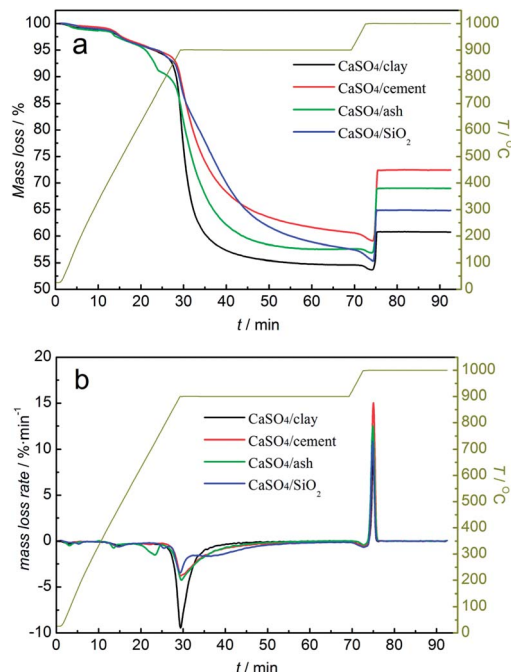 a
Mass loss / %
100
95
90
85
80
75
70
65
60
55
50
CaSO4/clay
CaSO4/cement
CaSO4/ash
CaSO4/SiO2
1000
900
800
700
600
500
400
300
200
100
0
T / °C
0 10 20 30 40 50 60 70 80 90
t / min
b
mass loss rate / %·min-1
20
15
10
5
0
-5
-10
CaSO4/clay
CaSO4/cement
CaSO4/ash
CaSO4/SiO2
1000
900
800
700
600
500
400
300
200
100
0
T / °C
0 10 20 30 40 50 60 70 80 90
t / min